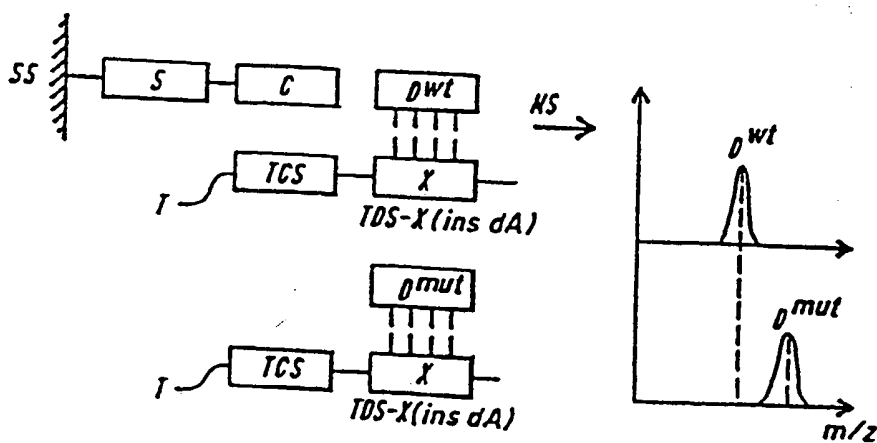 SS
S
C
D^wt
MS
TCS
X
T
TDS-X(ins dA)
D^mut
TCS
X
T
TDS-X(ins dA)
D^wt
D^mut
m/z